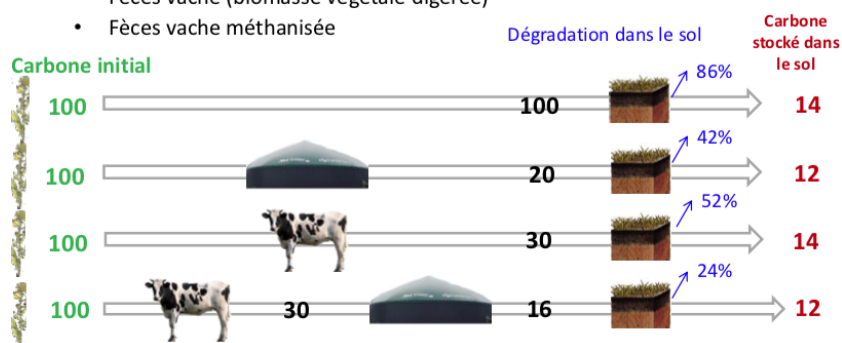 Fèces vache (biomasse végétale digérée)
• Fèces vache méthanisée
Dégradation dans le sol
Carbone stocké dans le sol
Carbone initial
100 100 86% 14
100 20 42% 12
100 30 52% 14
100 30 16 24% 12